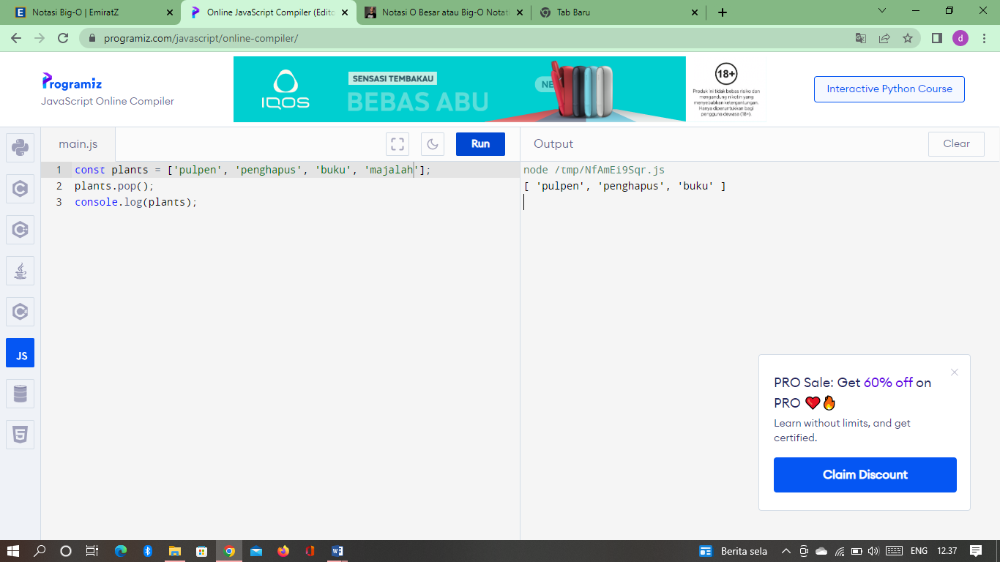 Notasi Big-O | EmiratZ
Online JavaScript Compiler (Edito
Notasi O Besar atau Big-O Notati
Tab Baru
programiz.com/javascript/online-compiler/
d
Programiz
JavaScript Online Compiler
IQOS
SENSASI TEMBAKAU
BEBAS ABU
NE
18+
Produk ini tidak bebas risiko dan
mengandung nikotin yang
menyebabkan ketergantungan.
Hanya diperuntukkan bagi
pengguna dewasa (18+).
Interactive Python Course
main.js
Run
Output
Clear
1 const plants = ['pulpen', 'penghapus', 'buku', 'majalah'];
2 plants.pop();
3 console.log(plants);
node /tmp/NfAmEi9Sqr.js
[ 'pulpen', 'penghapus', 'buku' ]
JS
PRO Sale: Get 60% off on
PRO ❤️🔥
Learn without limits, and get
certified.
Claim Discount
Berita sela
ENG
12.37